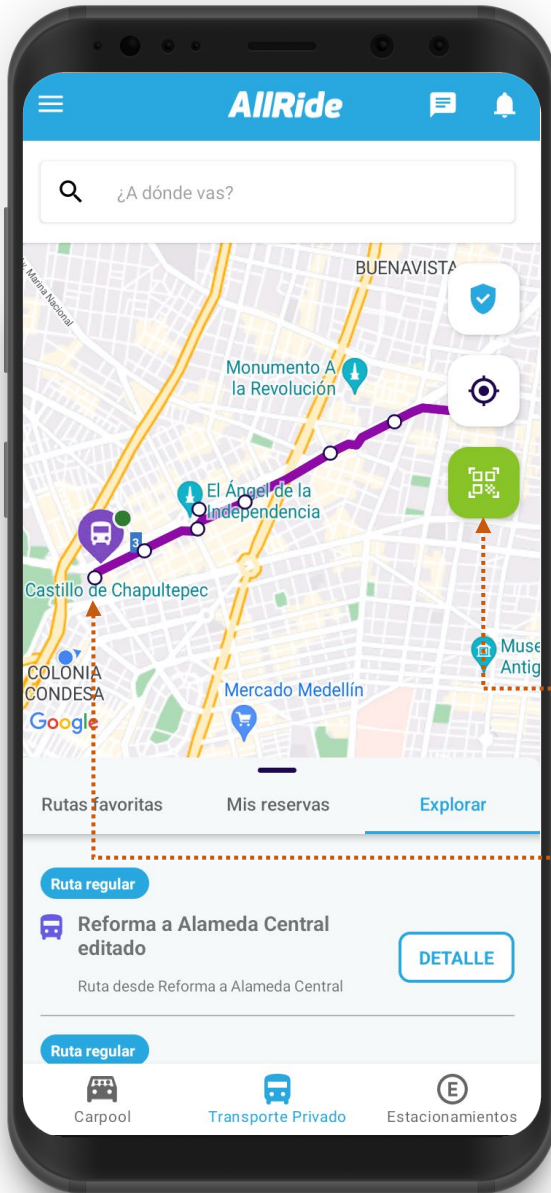 AllRide
¿A dónde vas?
Av. Marina Nacional
BUENAVISTA
Monumento A
la Revolución
El Ángel de la
Independencia
3
Castillo de Chapultepec
Muse
Antig
COLONIA
CONDESA
Mercado Medellín
Google
Rutas favoritas
Mis reservas
Explorar
Ruta regular
Reforma a Alameda Central
editado
DETALLE
Ruta desde Reforma a Alameda Central
Ruta regular
E
Carpool
Transporte Privado
Estacionamientos